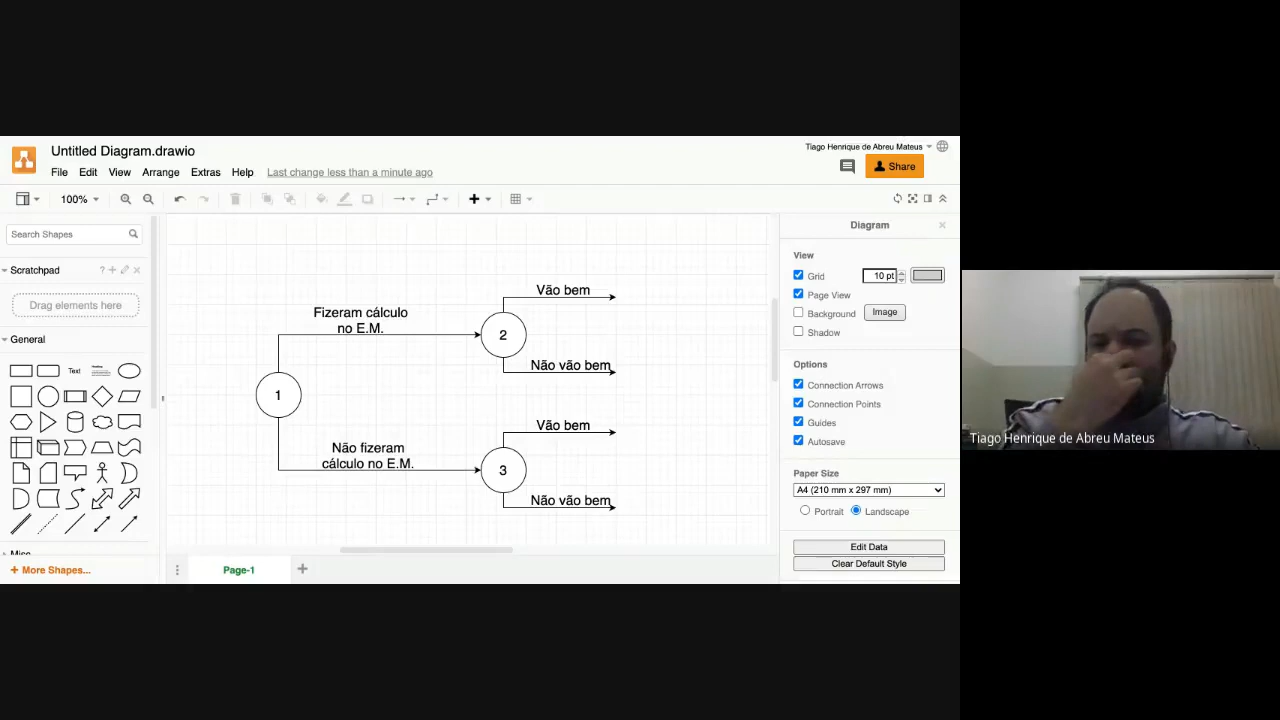 Untitled Diagram.drawio
Tiago Henrique de Abreu Mateus
File Edit View Arrange Extras Help Last change less than a minute ago
Share
100%
Search Shapes
Scratchpad
Drag elements here
General
Text
Heading
Misc
+ More Shapes...
Fizeram cálculo
no E.M.
Não fizeram
cálculo no E.M.
1
2
3
Vão bem
Não vão bem
Vão bem
Não vão bem
Page-1
Diagram
View
Grid 10 pt
Page View
Background Image
Shadow
Options
Connection Arrows
Connection Points
Guides
Autosave
Paper Size
A4 (210 mm x 297 mm)
Portrait Landscape
Edit Data
Clear Default Style
Tiago Henrique de Abreu Mateus